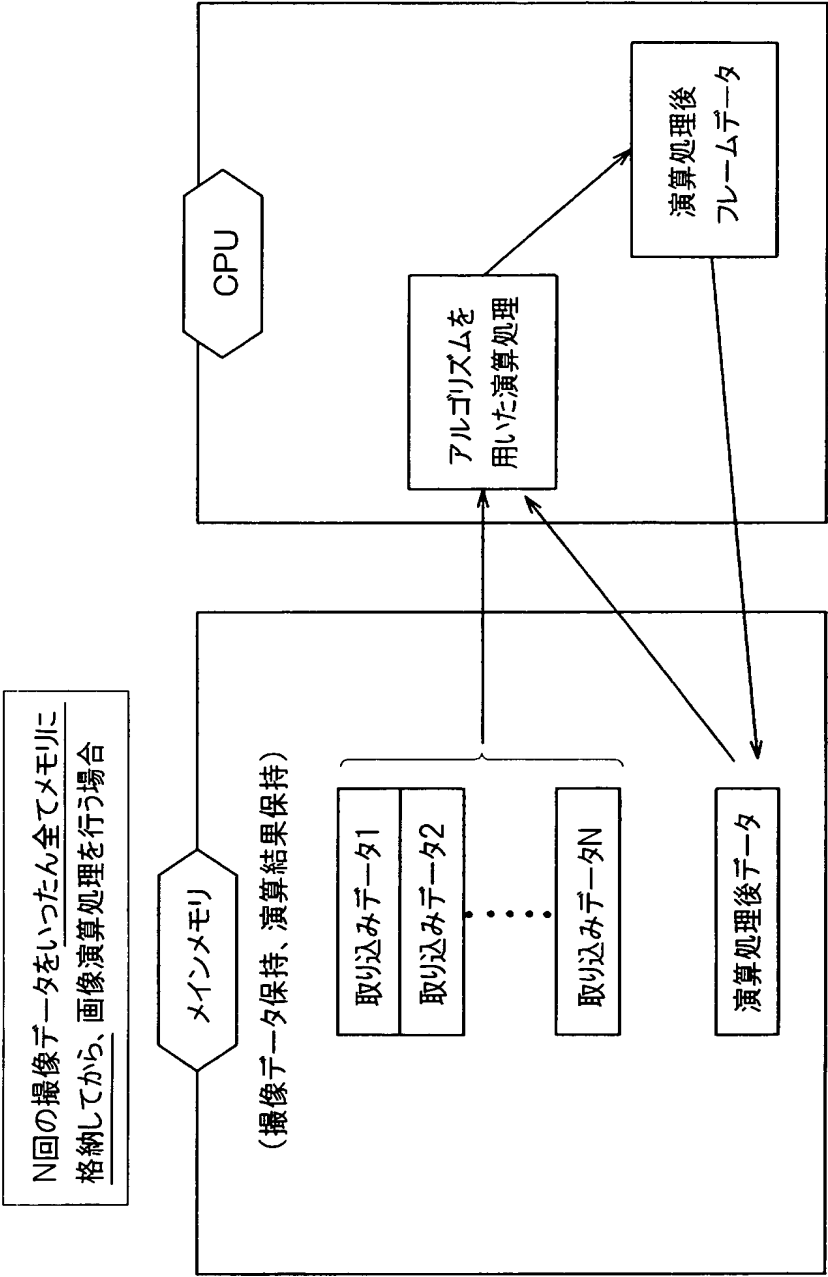 N回の撮像データをいったん全てメモリに
格納してから、画像演算処理を行う場合
メインメモリ
(撮像データ保持、演算結果保持)
取り込みデータ1
取り込みデータ2
取り込みデータN
演算処理後データ
CPU
アルゴリズムを
用いた演算処理
演算処理後
フレームデータ